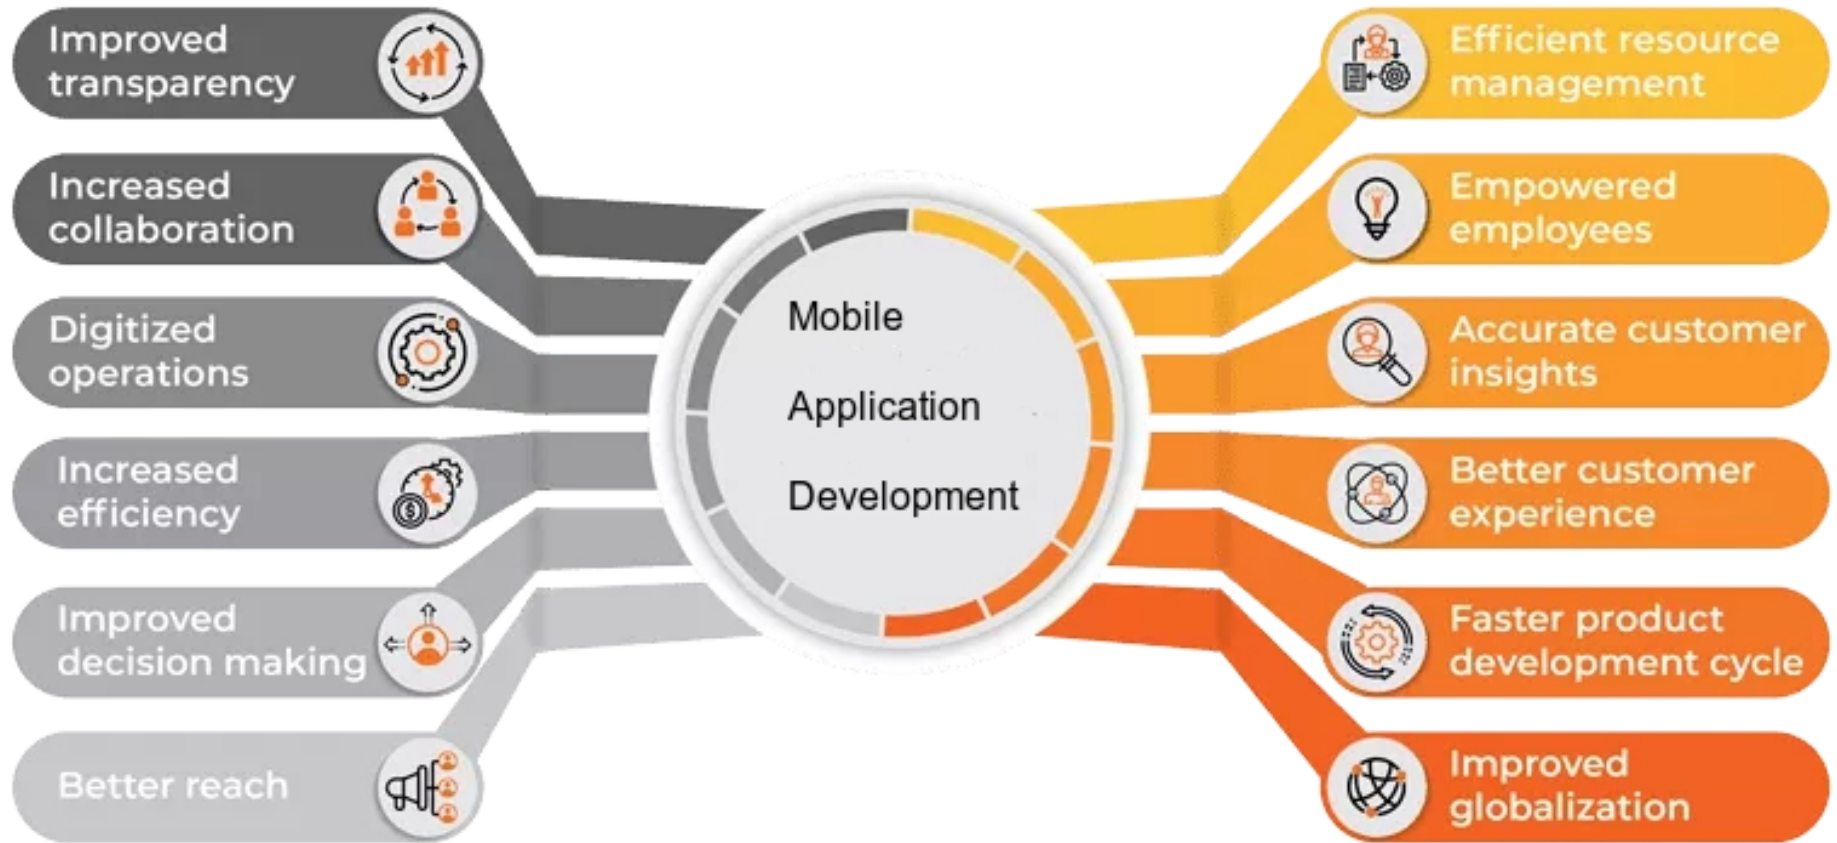 Improved
transparency
Increased
collaboration
Digitized
operations
Increased
efficiency
Improved
decision making
Better reach
Mobile
Application
Development
Efficient resource
management
Empowered
employees
Accurate customer
insights
Better customer
experience
Faster product
development cycle
Improved
globalization